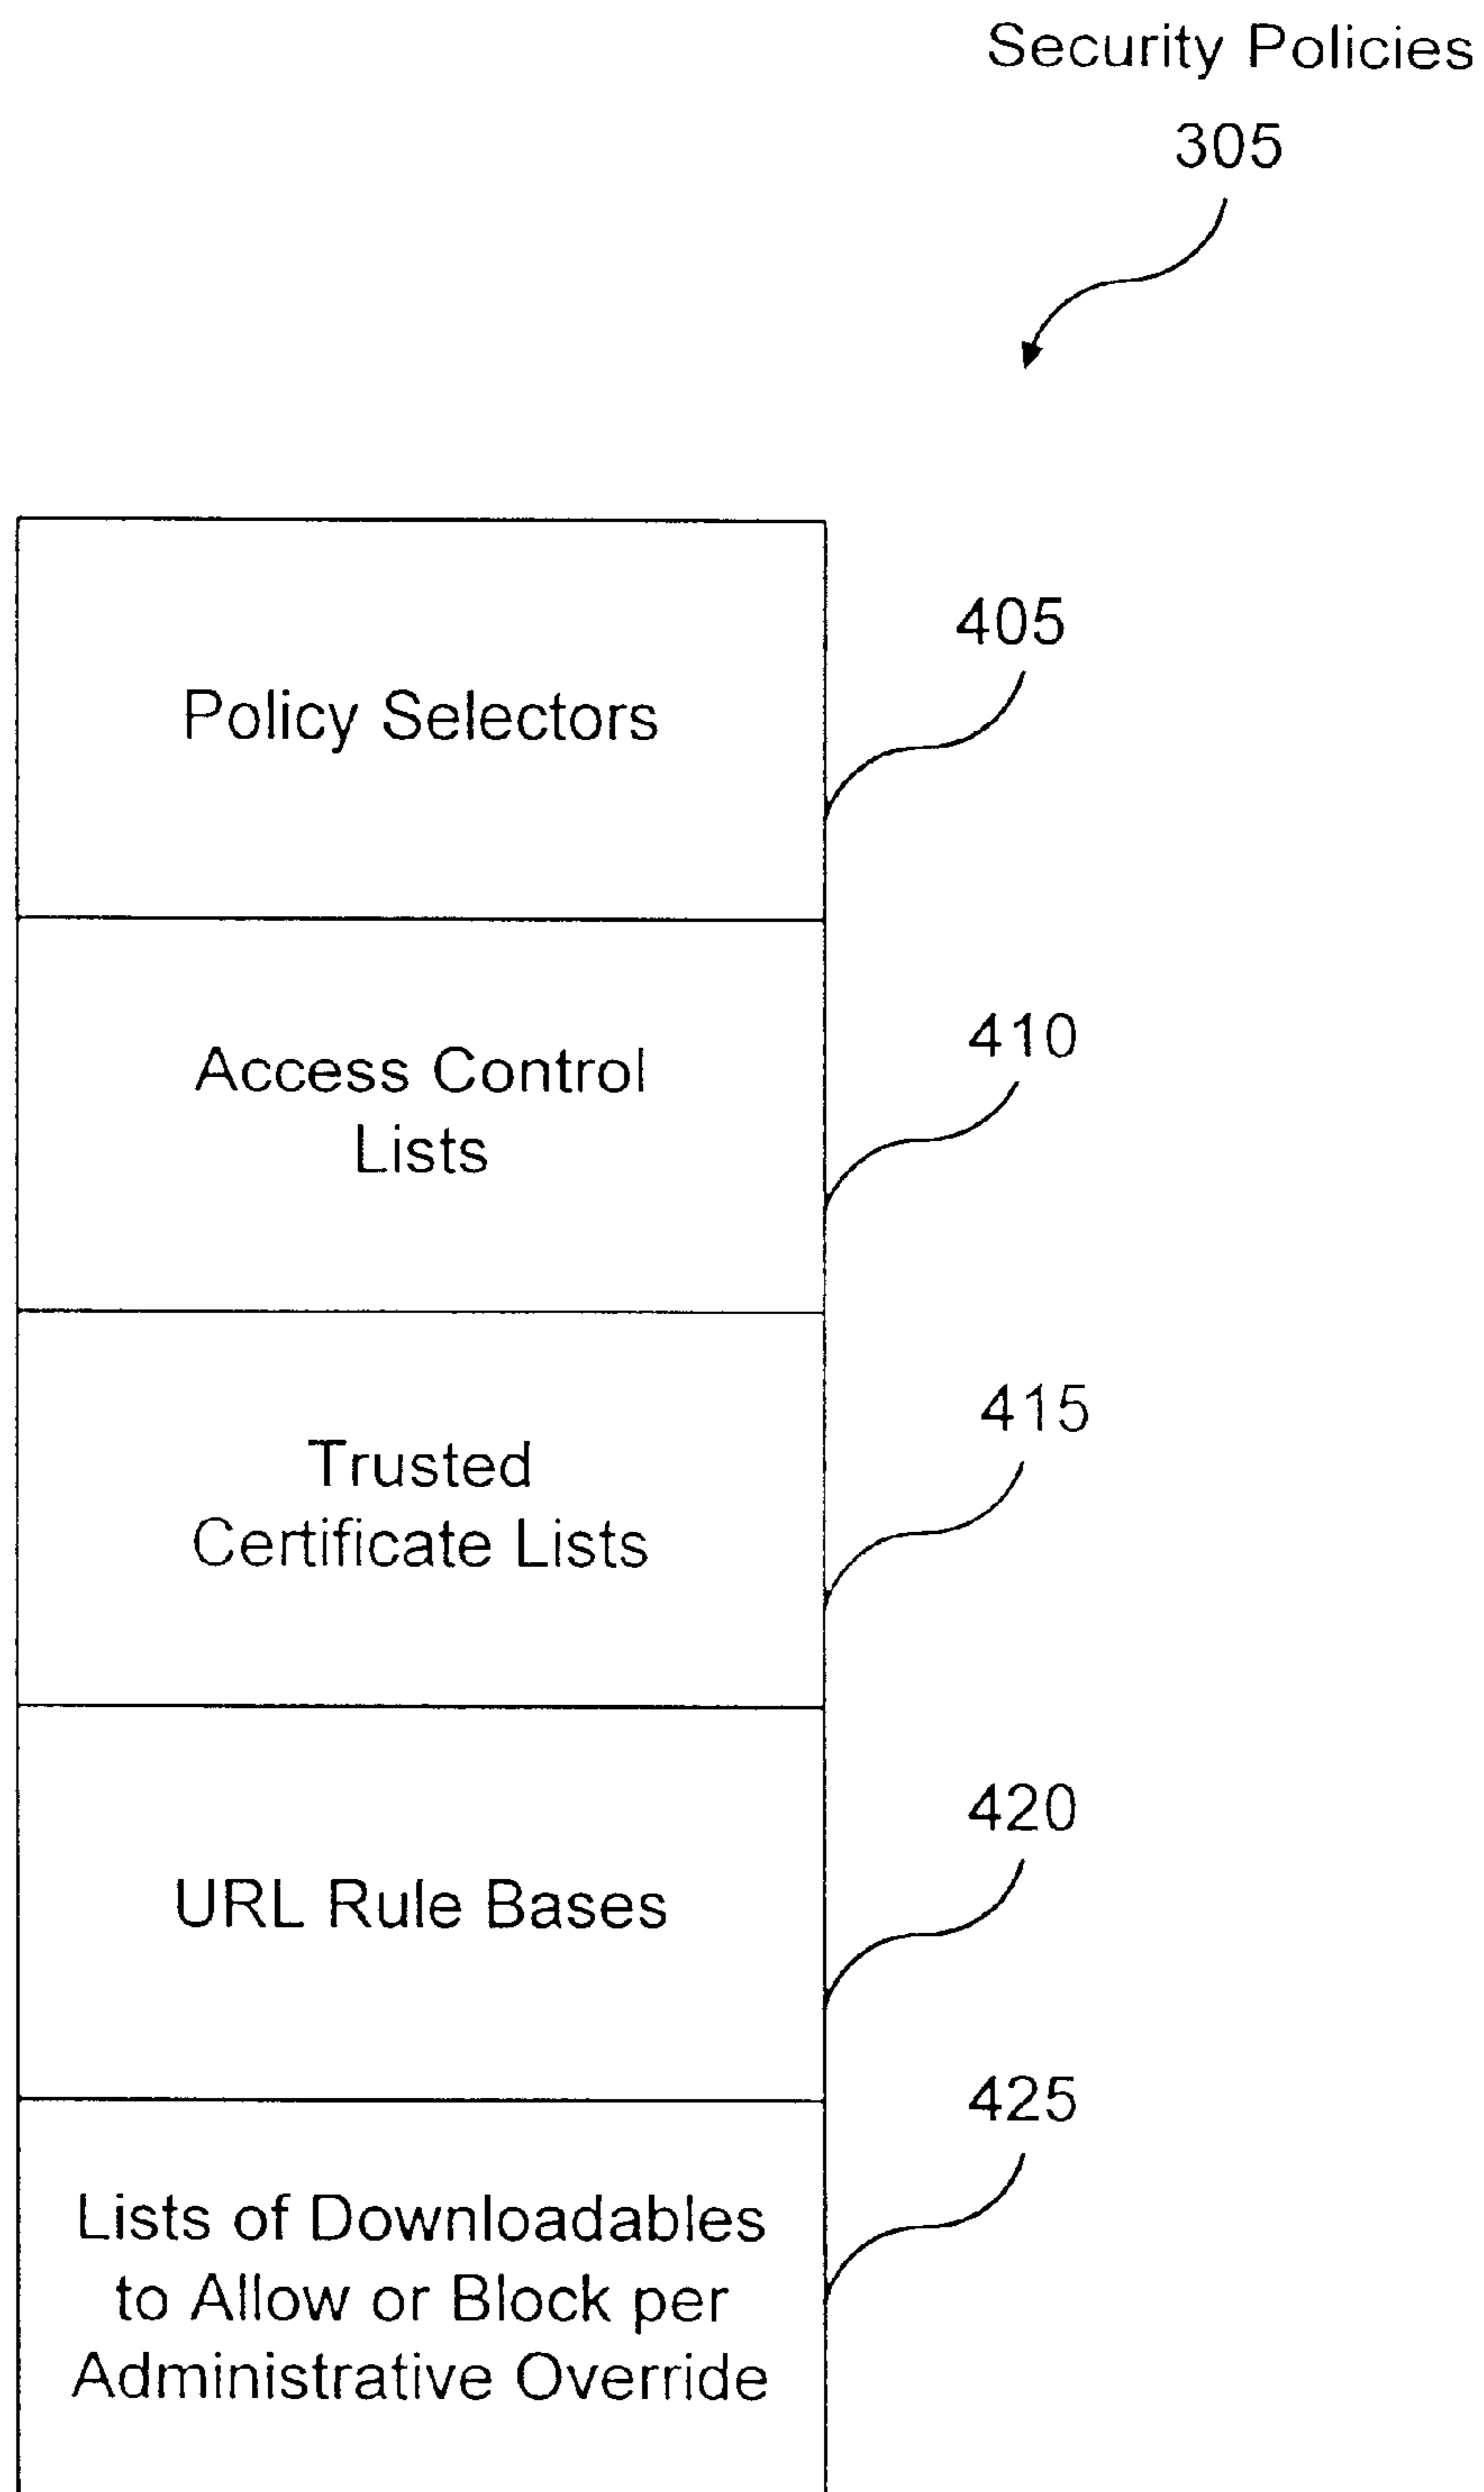 Security Policies
305
405
Policy Selectors
410
Access Control
Lists
415
Trusted
Certificate Lists
420
URL Rule Bases
425
Lists of Downloadables
to Allow or Block per
Administrative Override